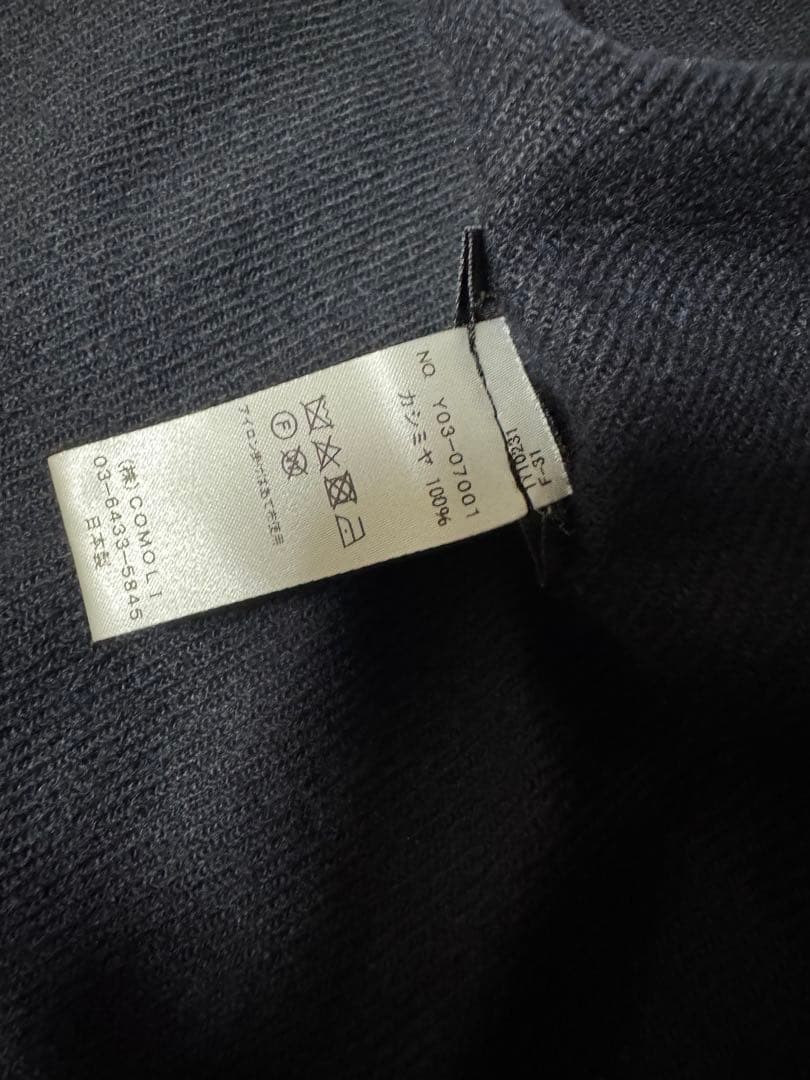 T10231
F-31
NO. Y03-07001
カシミヤ 100%
F
アイロン掛けはあて布使用
(株) COMOLI
03-6433-5845
日本製